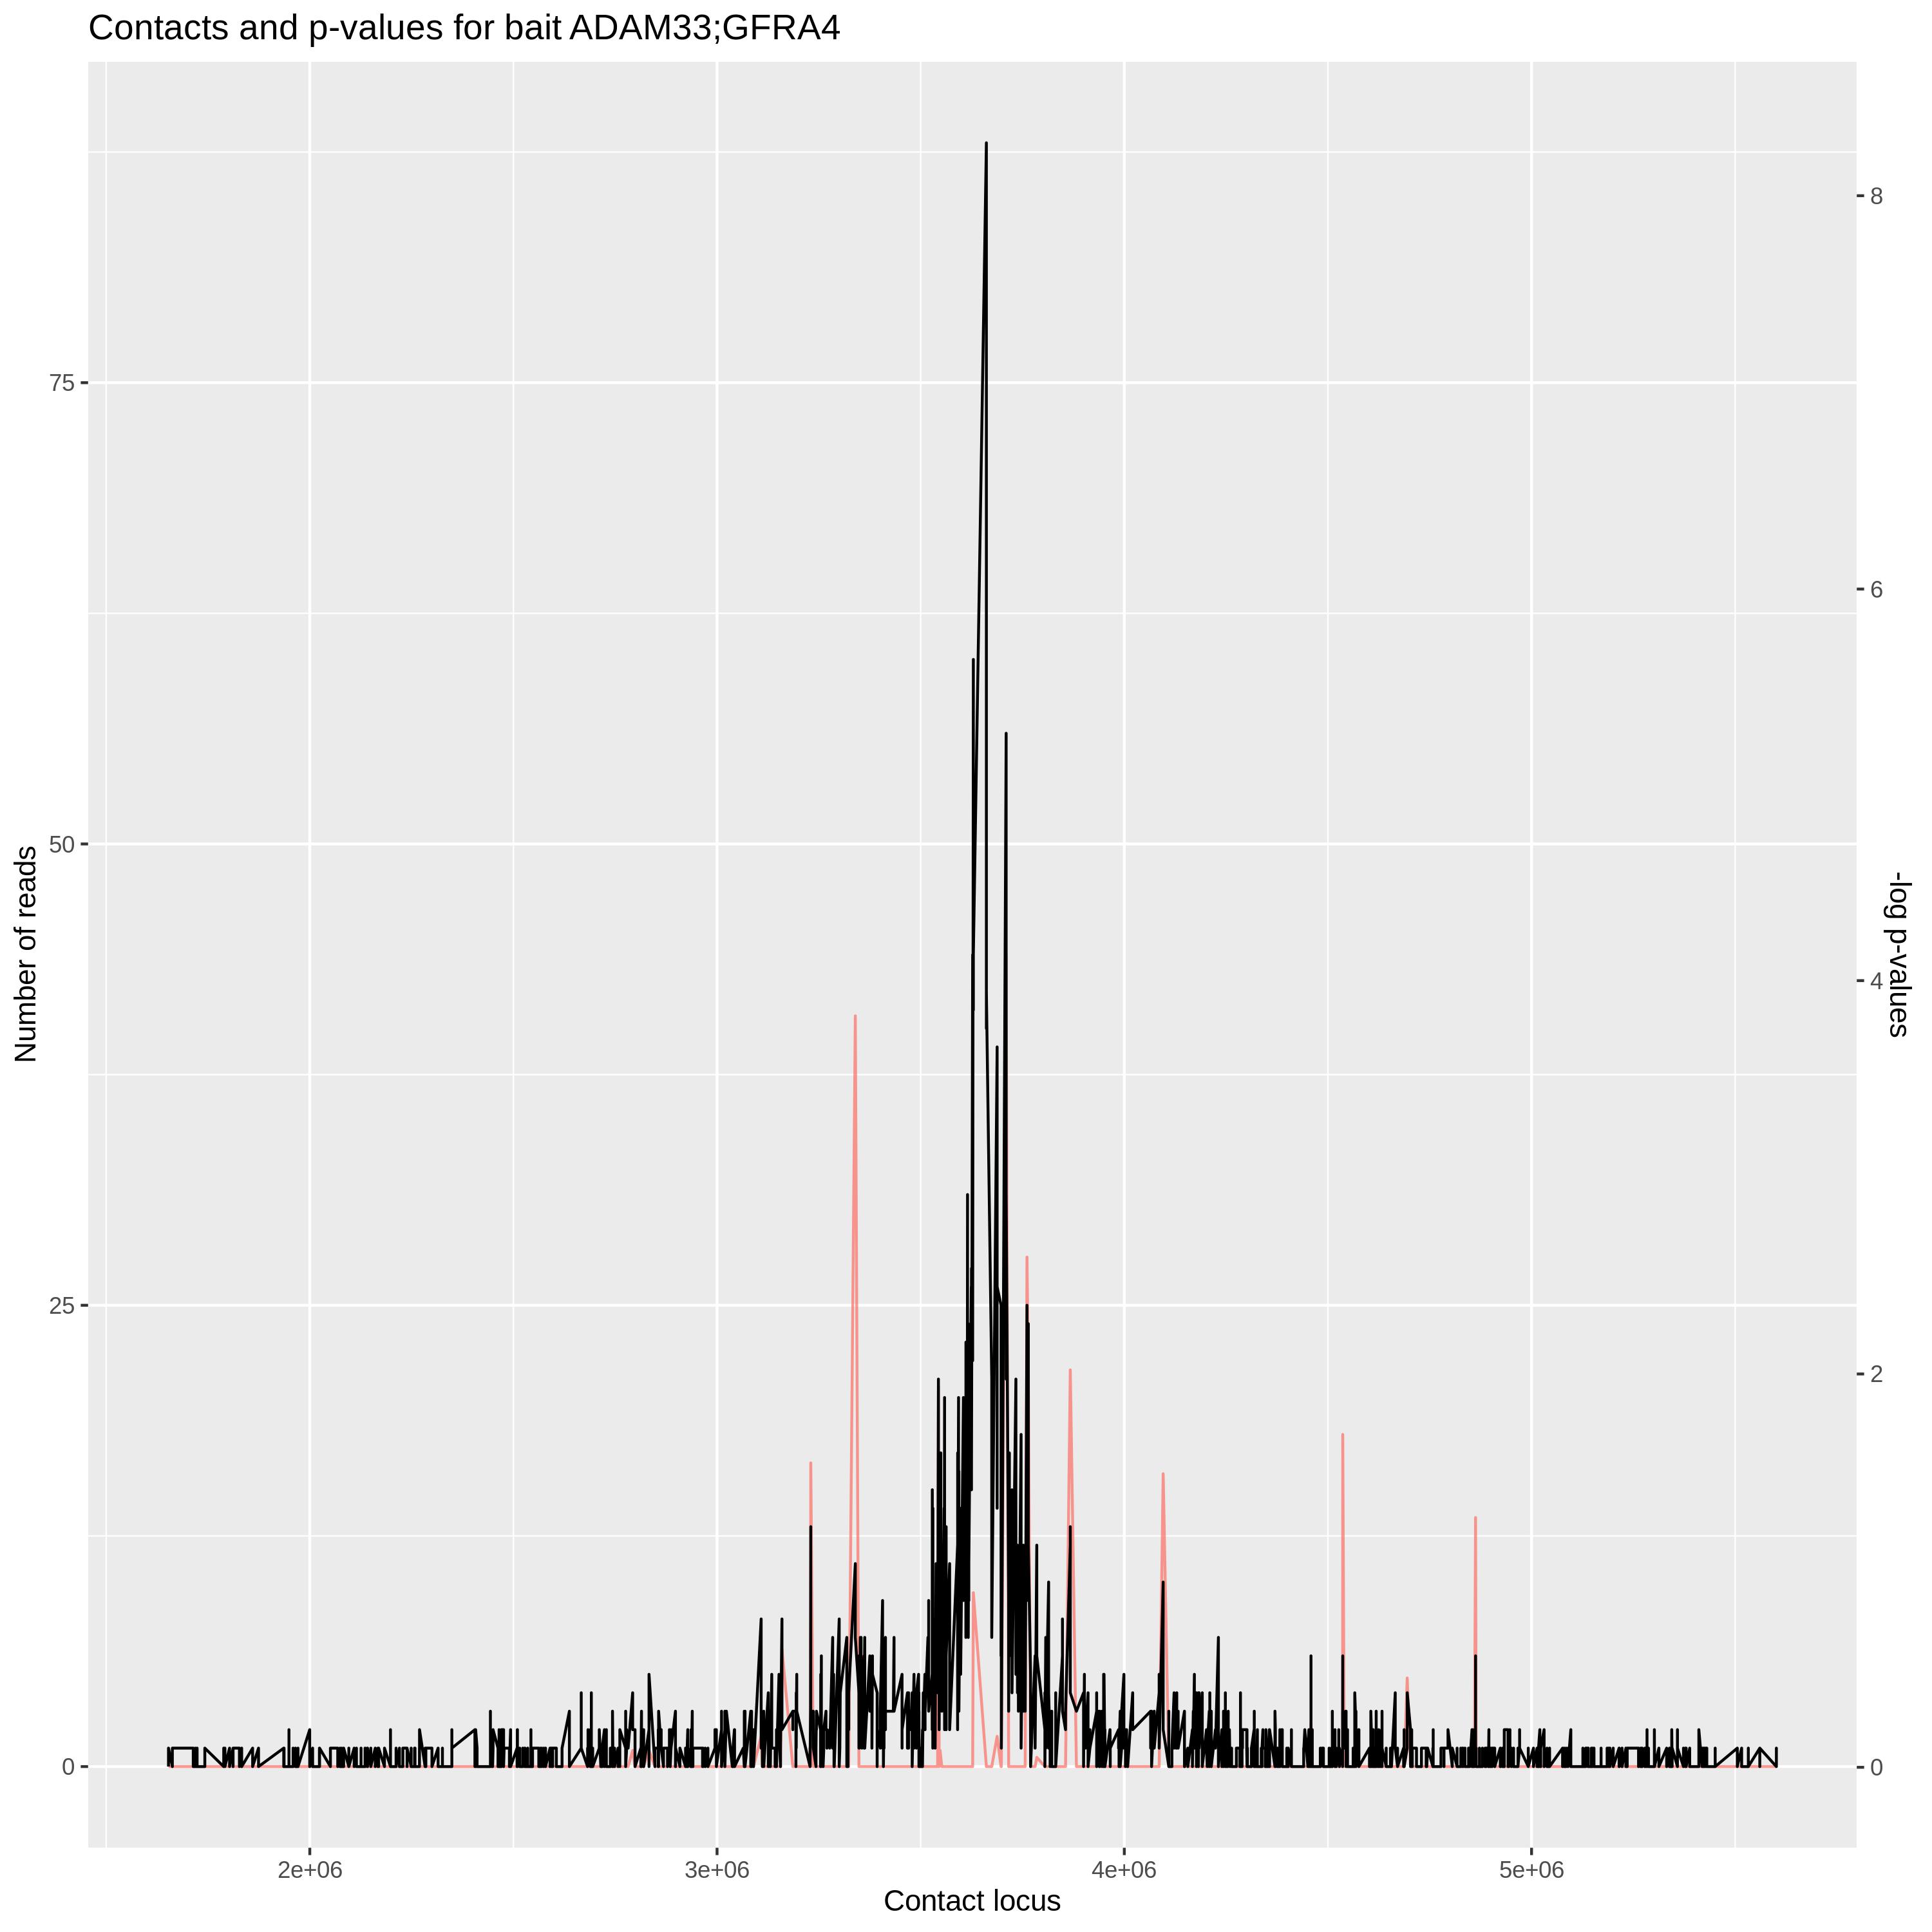 Contacts and p-values for bait ADAM33;GFRA4
75
50
25
0
Number of reads
8
6
4
2
0
-log p-values
2e+06
3e+06
4e+06
5e+06
Contact locus